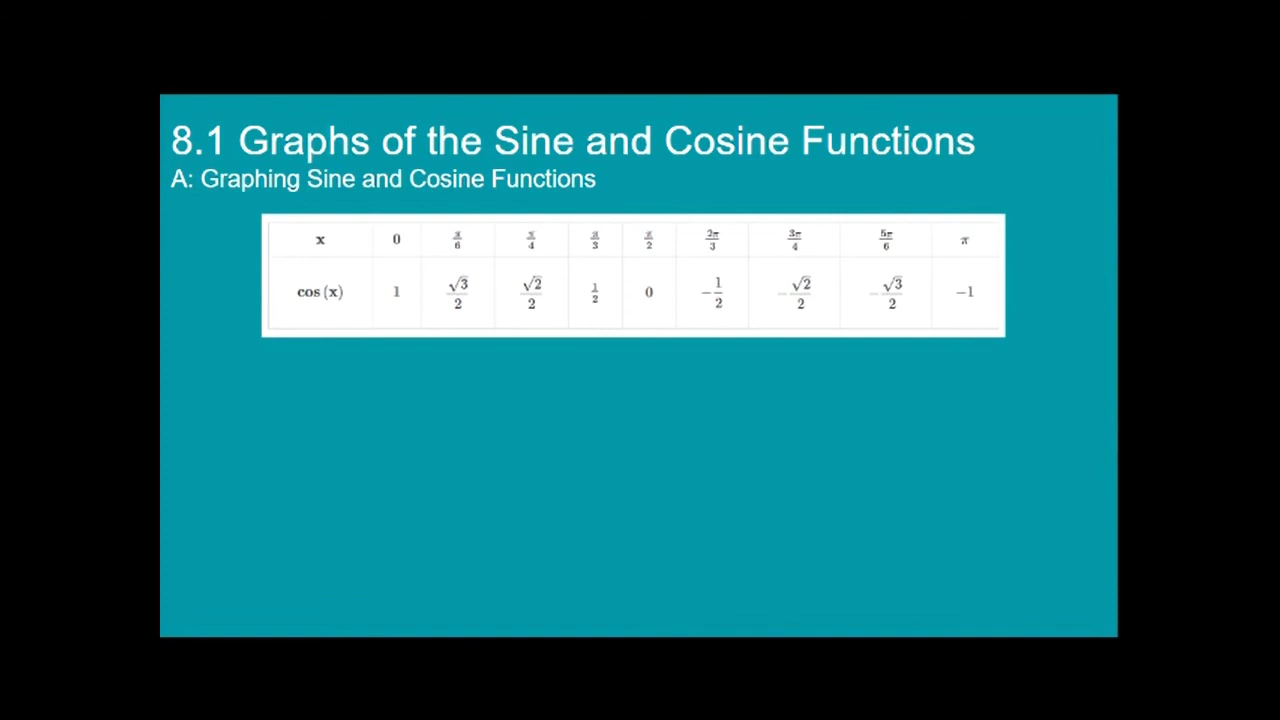 8.1 Graphs of the Sine and Cosine Functions
A: Graphing Sine and Cosine Functions
x 0 π/6 π/4 π/3 π/2 2π/3 3π/4 5π/6 π
cos (x) 1 √3/2 √2/2 1/2 0 −1/2 −√2/2 −√3/2 −1